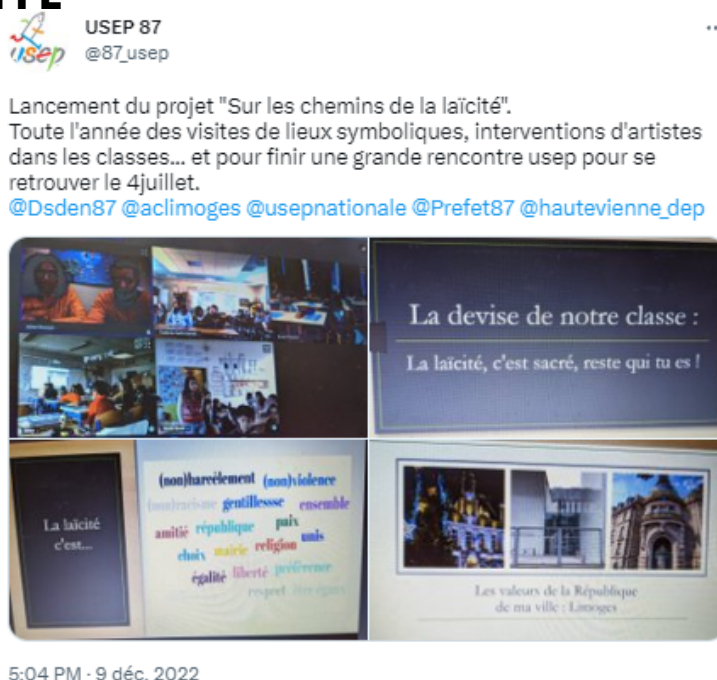 USEP 87
usep
@87_usep
Lancement du projet "Sur les chemins de la laïcité".
Toute l'année des visites de lieux symboliques, interventions d'artistes
dans les classes... et pour finir une grande rencontre usep pour se
retrouver le 4juillet.
@Dsden87 @aclimoges @usepnationale @Prefet87 @hautevienne_dep
La devise de notre classe :
La laïcité, c'est sacré, reste qui tu es !
La laïcité
c'est...
(non)harcèlement (non)violence
(non)racisme gentillessse ensemble
amitié république paix
unis
choix mairie religion
égalité liberté préférence
respect être égaux
Les valeurs de la République
de ma ville : Limoges
5:04 PM · 9 déc. 2022